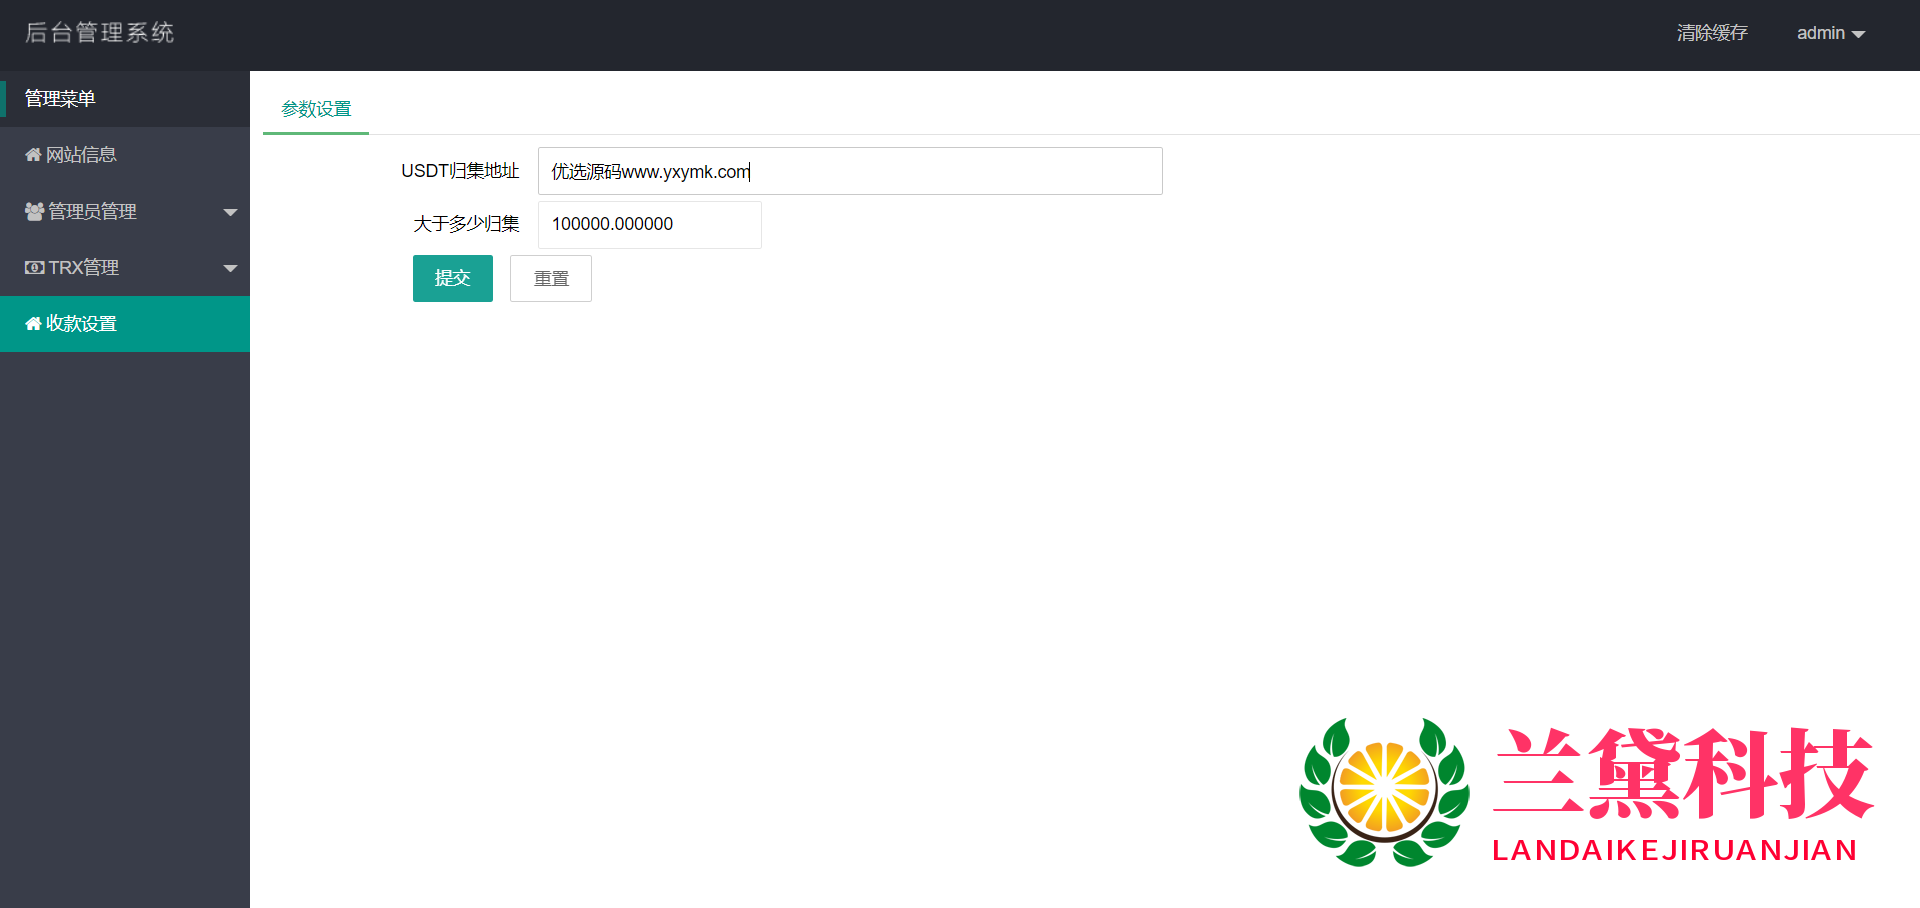 后台管理系统
清除缓存
admin
管理菜单
网站信息
管理员管理
TRX管理
收款设置
参数设置
USDT归集地址
优选源码www.yxymk.com
大于多少归集
100000.000000
提交
重置
兰黛科技
LANDAIKEJIRUANJIAN